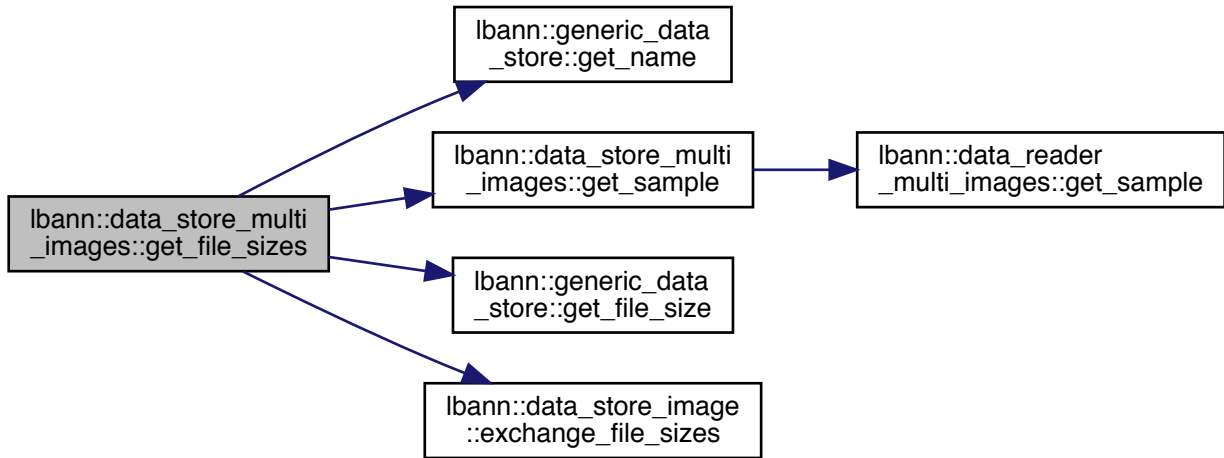 lbann::generic_data
_store::get_name
lbann::data_store_multi
_images::get_sample
lbann::data_reader
_multi_images::get_sample
lbann::data_store_multi
_images::get_file_sizes
lbann::generic_data
_store::get_file_size
lbann::data_store_image
::exchange_file_sizes